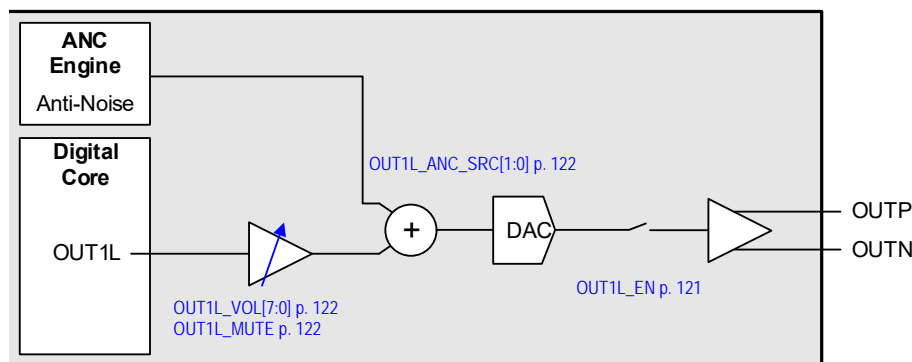 ANC
Engine
Anti-Noise
Digital
Core
OUT1L_ANC_SRC[1:0] p. 122
OUT1L
+
DAC
OUTP
OUTN
OUT1L_EN p. 121
OUT1L_VOL[7:0] p. 122
OUT1L_MUTE p. 122